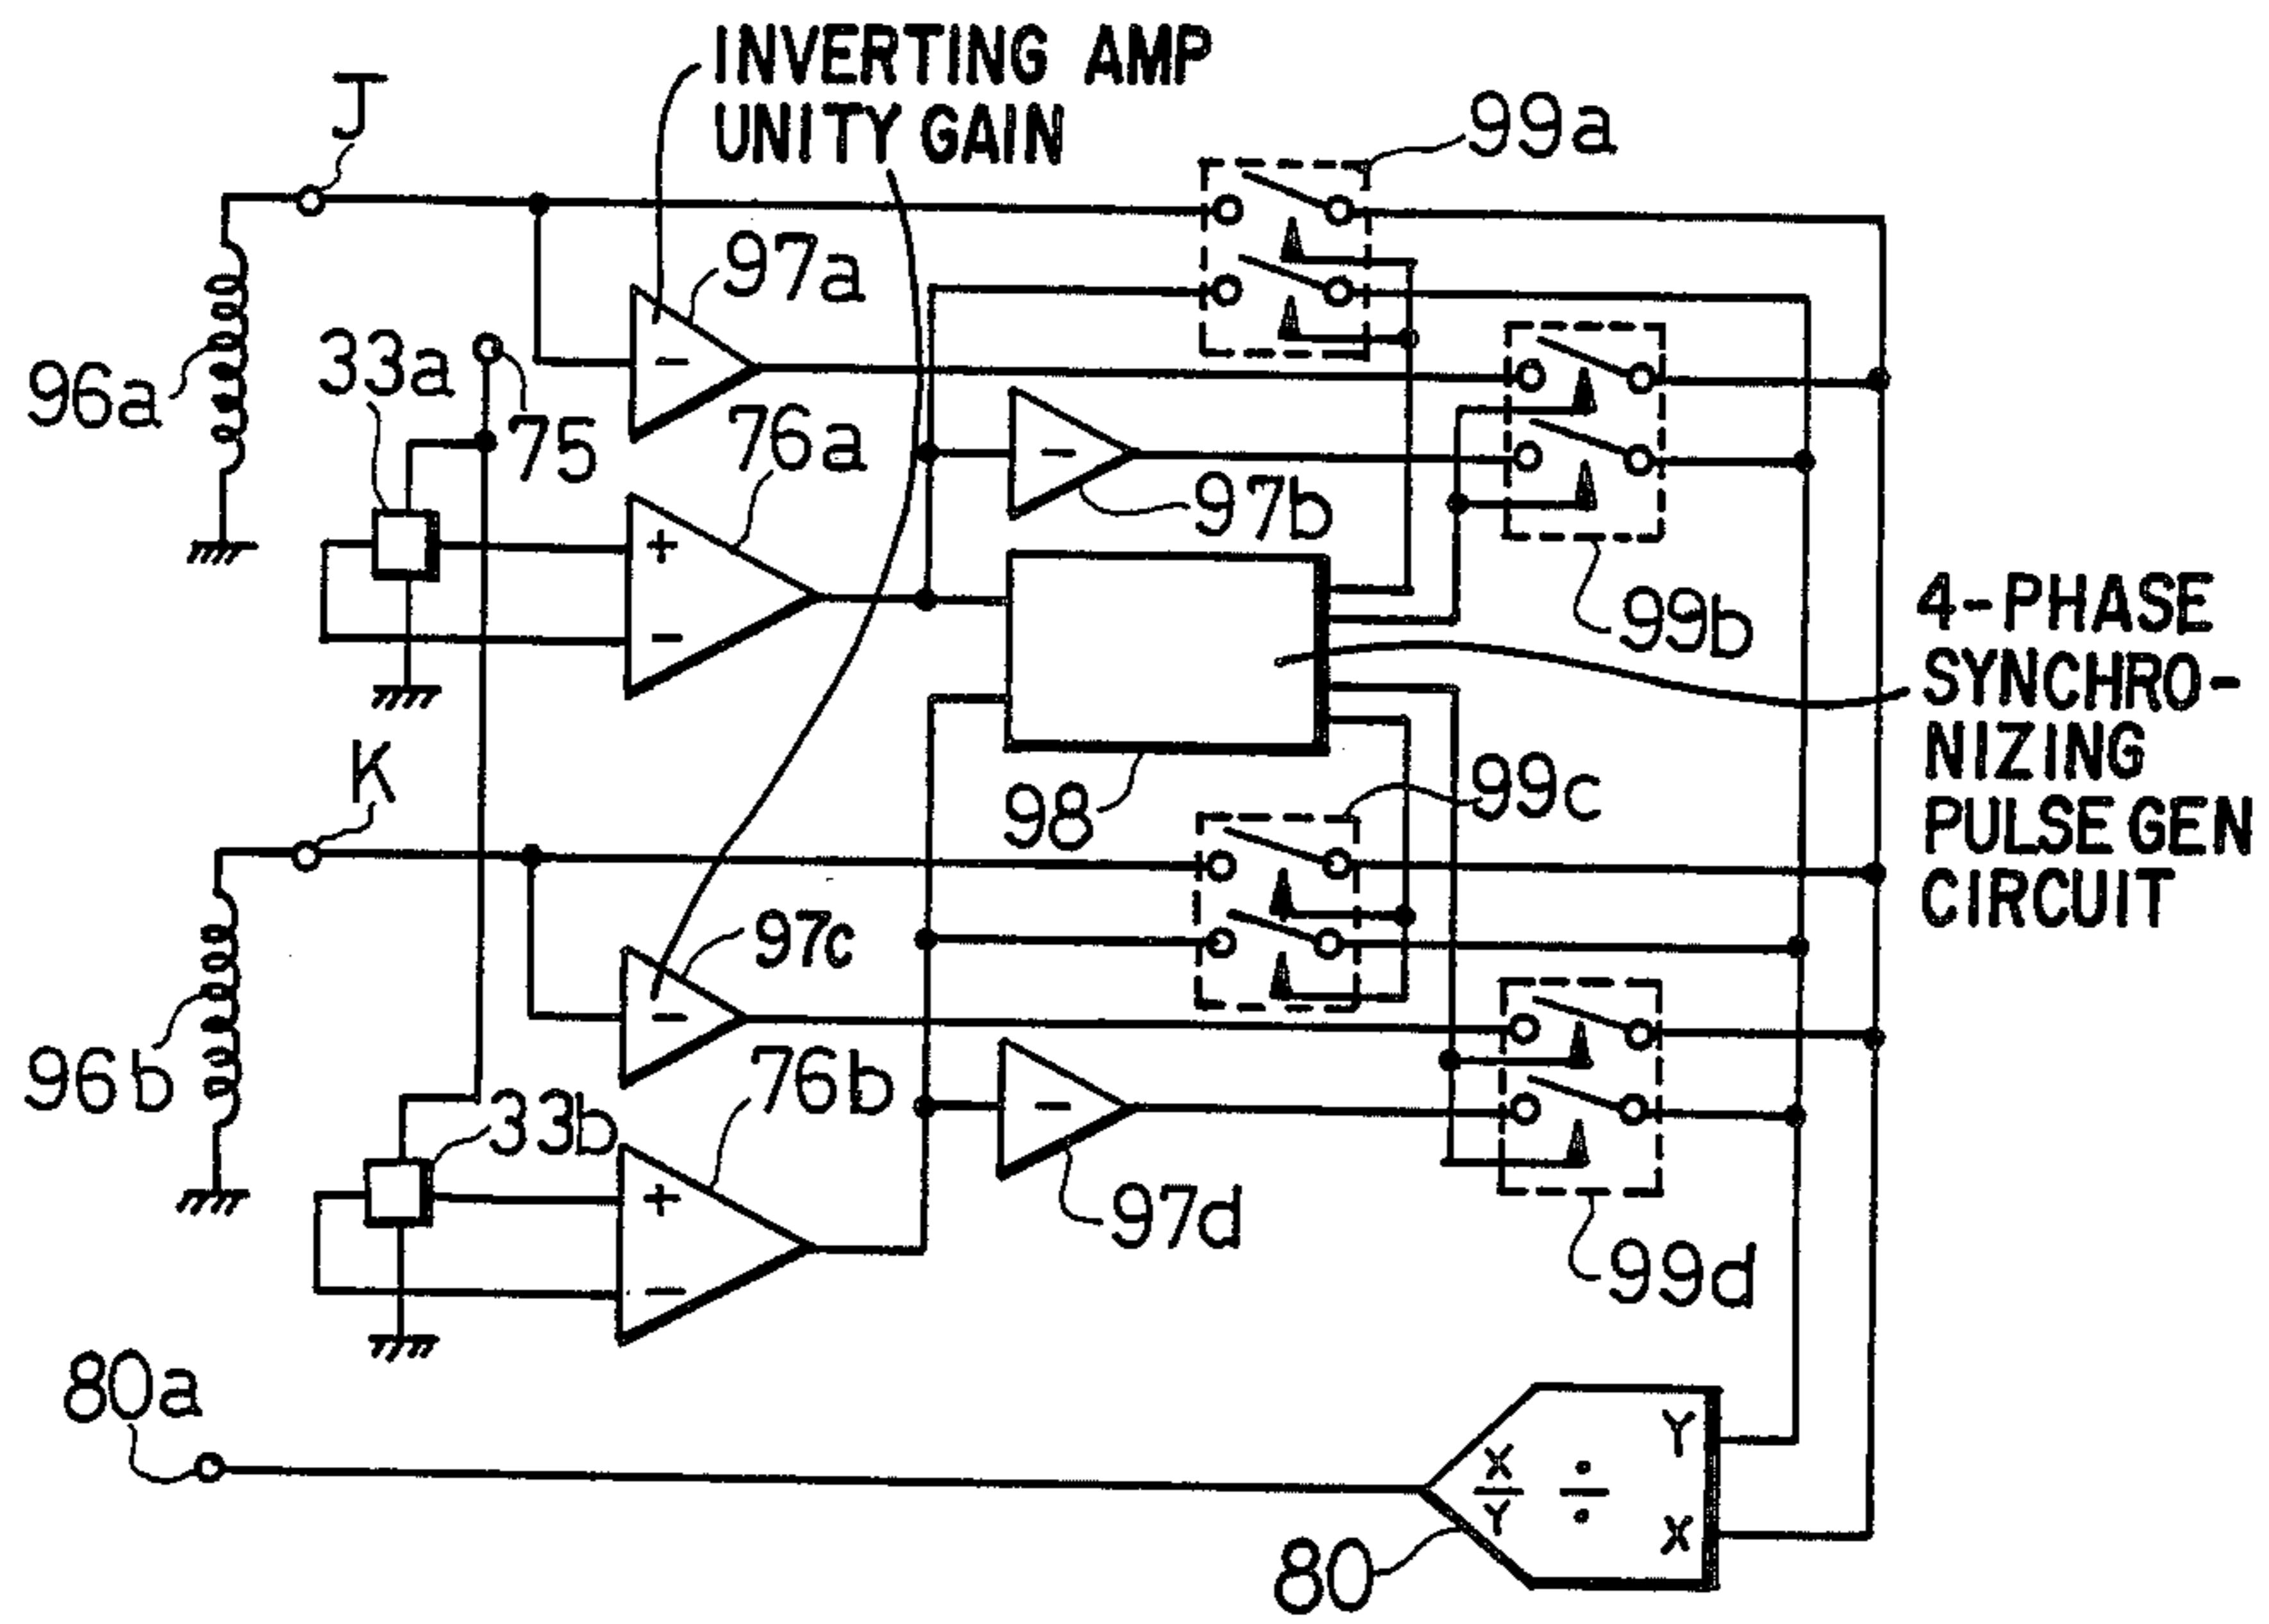 INVERTING AMP
UNITY GAIN
J
99a
97a
33a
96a
75
76a
-
97b
+
-
-
99b
4-PHASE
SYNCHRO-
NIZING
PULSE GEN
CIRCUIT
K
98
99c
97c
-
96b
33b
76b
-
97d
+
-
99d
80a
Y
X
Y
÷
X
80